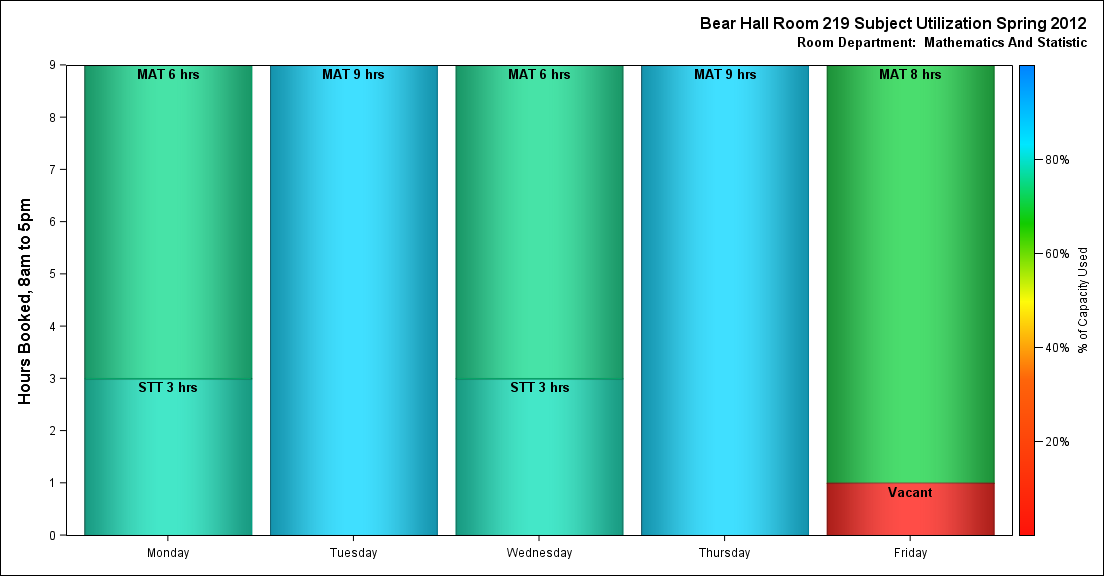 Bear Hall Room 219 Subject Utilization Spring 2012
Room Department:  Mathematics And Statistic
Hours Booked, 8am to 5pm
9
8
7
6
5
4
3
2
1
0
MAT 6 hrs
STT 3 hrs
MAT 9 hrs
MAT 6 hrs
STT 3 hrs
MAT 9 hrs
MAT 8 hrs
Vacant
Monday
Tuesday
Wednesday
Thursday
Friday
80%
60%
40%
20%
% of Capacity Used